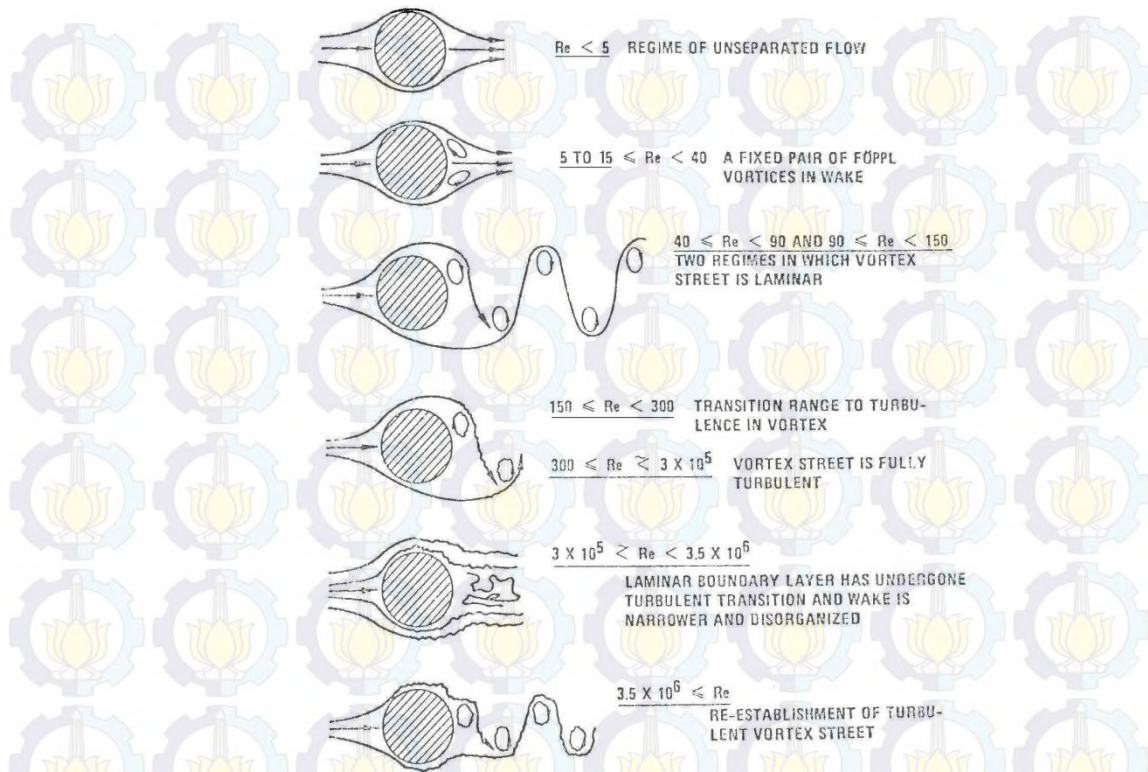 Re < 5 REGIME OF UNSEPARATED FLOW
5 TO 15 ⩽ Re < 40 A FIXED PAIR OF FÖPPL
VORTICES IN WAKE
40 ⩽ Re < 90 AND 90 ⩽ Re < 150
TWO REGIMES IN WHICH VORTEX
STREET IS LAMINAR
150 ⩽ Re < 300 TRANSITION RANGE TO TURBU-
LENCE IN VORTEX
300 ⩽ Re ≂̃ 3 X 10⁵ VORTEX STREET IS FULLY
TURBULENT
3 X 10⁵ ≂̃ Re < 3.5 X 10⁶
LAMINAR BOUNDARY LAYER HAS UNDERGONE
TURBULENT TRANSITION AND WAKE IS
NARROWER AND DISORGANIZED
3.5 X 10⁶ ⩽ Re
RE-ESTABLISHMENT OF TURBU-
LENT VORTEX STREET